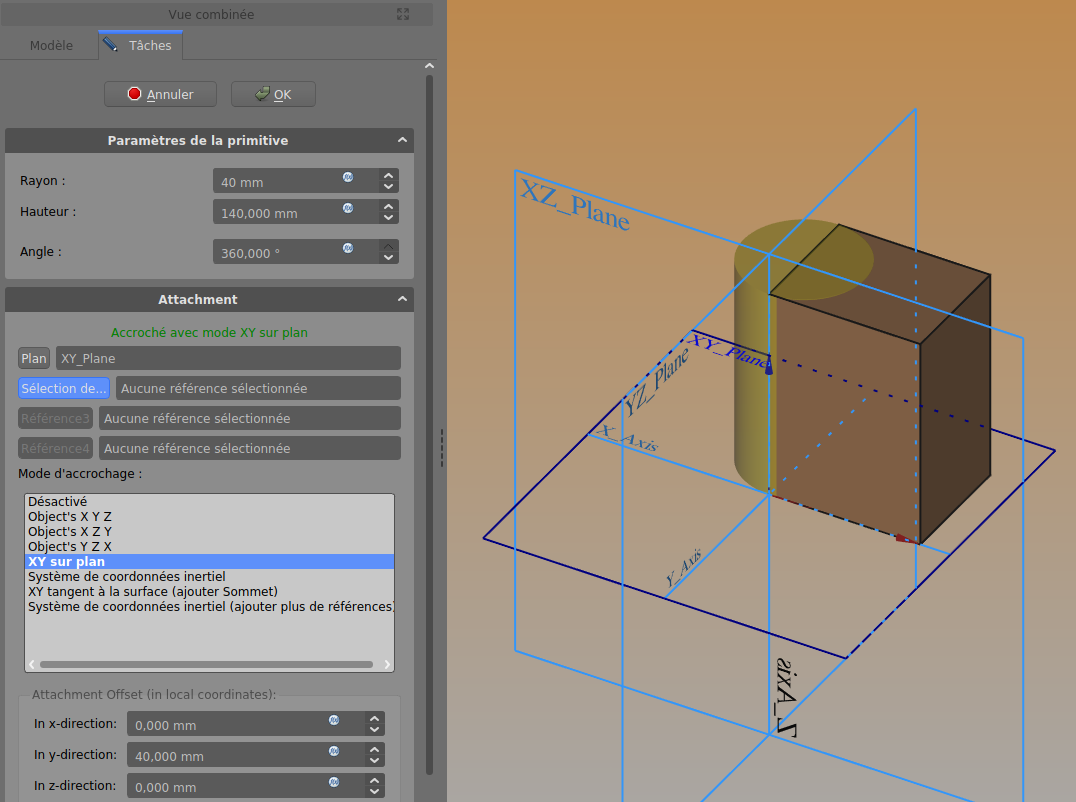 Vue combinée
Modèle
Tâches
Annuler
OK
Paramètres de la primitive
Rayon :
40 mm
Hauteur :
140,000 mm
Angle :
360,000 °
Attachment
Accroché avec mode XY sur plan
Plan
XY_Plane
Sélection de...
Aucune référence sélectionnée
Référence3
Aucune référence sélectionnée
Référence4
Aucune référence sélectionnée
Mode d'accrochage :
Désactivé
Object's X Y Z
Object's X Z Y
Object's Y Z X
XY sur plan
Système de coordonnées inertiel
XY tangent à la surface (ajouter Sommet)
Système de coordonnées inertiel (ajouter plus de références)
Attachment Offset (in local coordinates):
In x-direction:
0,000 mm
In y-direction:
40,000 mm
In z-direction:
0,000 mm
XZ_Plane
XY_Plane
YZ_Plane
X_Axis
Y_Axis
Z_Axis